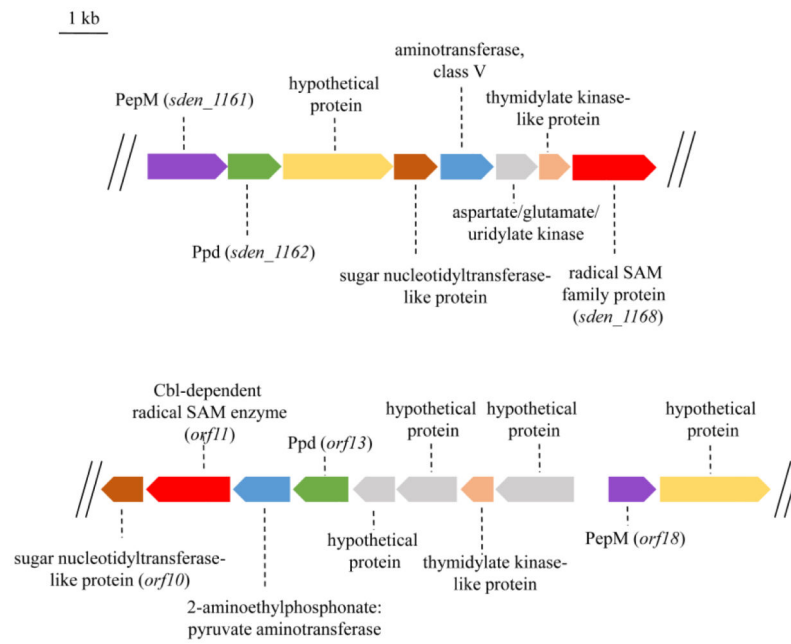 1 kb
PepM (sden_1161)
hypothetical
protein
aminotransferase,
class V
thymidylate kinase-
like protein
Ppd (sden_1162)
sugar nucleotidyltransferase-
like protein
aspartate/glutamate/
uridylate kinase
radical SAM
family protein
(sden_1168)
Cbl-dependent
radical SAM enzyme
(orf11)
Ppd (orf13)
hypothetical
protein
hypothetical
protein
hypothetical
protein
sugar nucleotidyltransferase-
like protein (orf10)
2-aminoethylphosphonate:
pyruvate aminotransferase
hypothetical
protein
thymidylate kinase-
like protein
PepM (orf18)